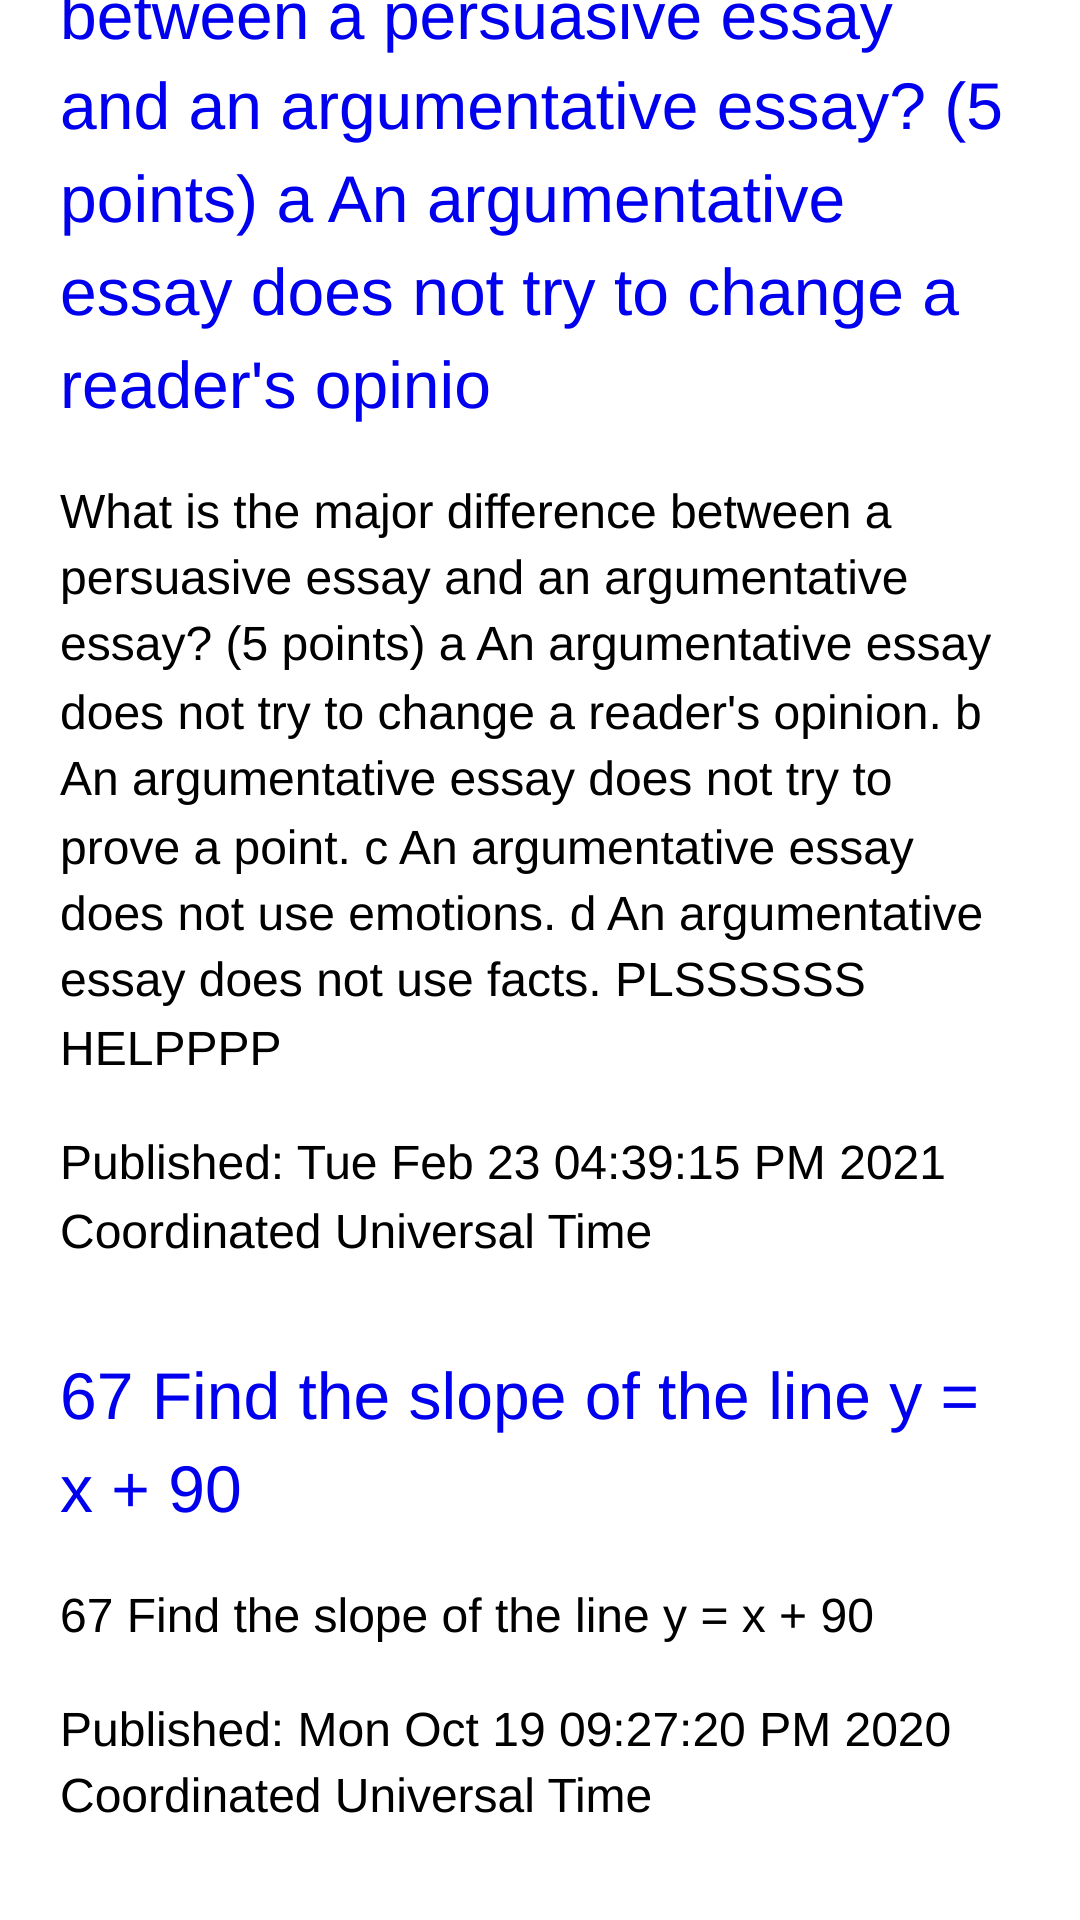 between a persuasive essay
and an argumentative essay? (5
points) a An argumentative
essay does not try to change a
reader's opinio
What is the major difference between a
persuasive essay and an argumentative
essay? (5 points) a An argumentative essay
does not try to change a reader's opinion. b
An argumentative essay does not try to
prove a point. c An argumentative essay
does not use emotions. d An argumentative
essay does not use facts. PLSSSSSS
HELPPPP
Published: Tue Feb 23 04:39:15 PM 2021
Coordinated Universal Time
67 Find the slope of the line y =
x + 90
67 Find the slope of the line y = x + 90
Published: Mon Oct 19 09:27:20 PM 2020
Coordinated Universal Time